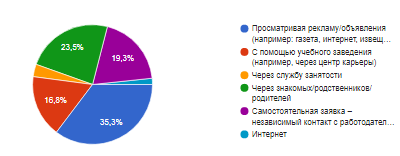 23,5%
19,3%
16,8%
35,3%
Просматривая рекламу/объявления
(например: газета, интернет, извещ…
С помощью учебного заведения
(например, через центр карьеры)
Через службу занятости
Через знакомых/родственников/
родителей
Самостоятельная заявка –
независимый контакт с работодател…
Интернет